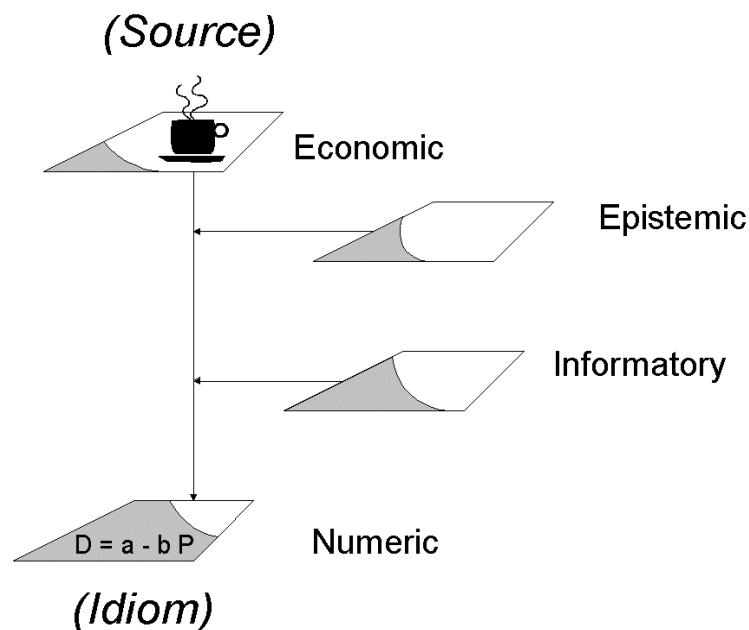 (Source)
Economic
Epistemic
Informatory
D = a - b P
Numeric
(Idiom)